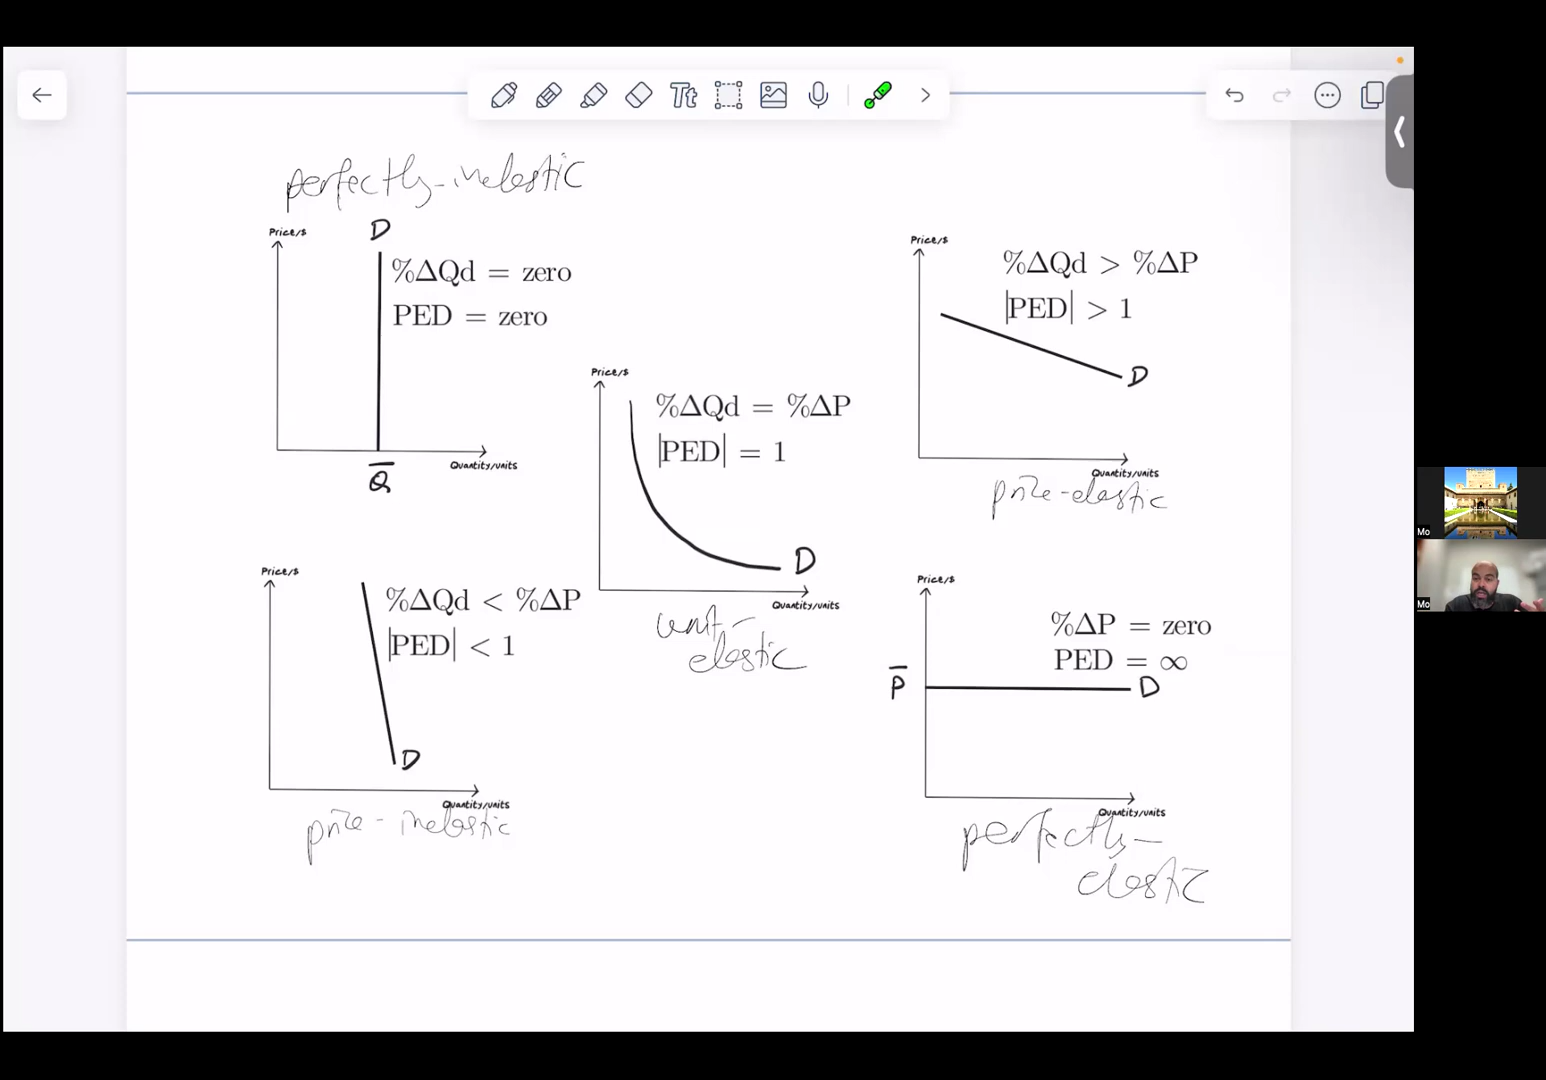 Tt
perfectly-inelastic
Price/$
D
%ΔQd = zero
PED = zero
Q̅
Quantity/units
Price/$
%ΔQd > %ΔP
|PED| > 1
D
Quantity/units
price-elastic
Price/$
%ΔQd = %ΔP
|PED| = 1
D
Quantity/units
unit-
elastic
Price/$
%ΔQd < %ΔP
|PED| < 1
D
Quantity/units
price-inelastic
Price/$
%ΔP = zero
PED = ∞
P̅
D
Quantity/units
perfectly-
elastic
Mo
Mo